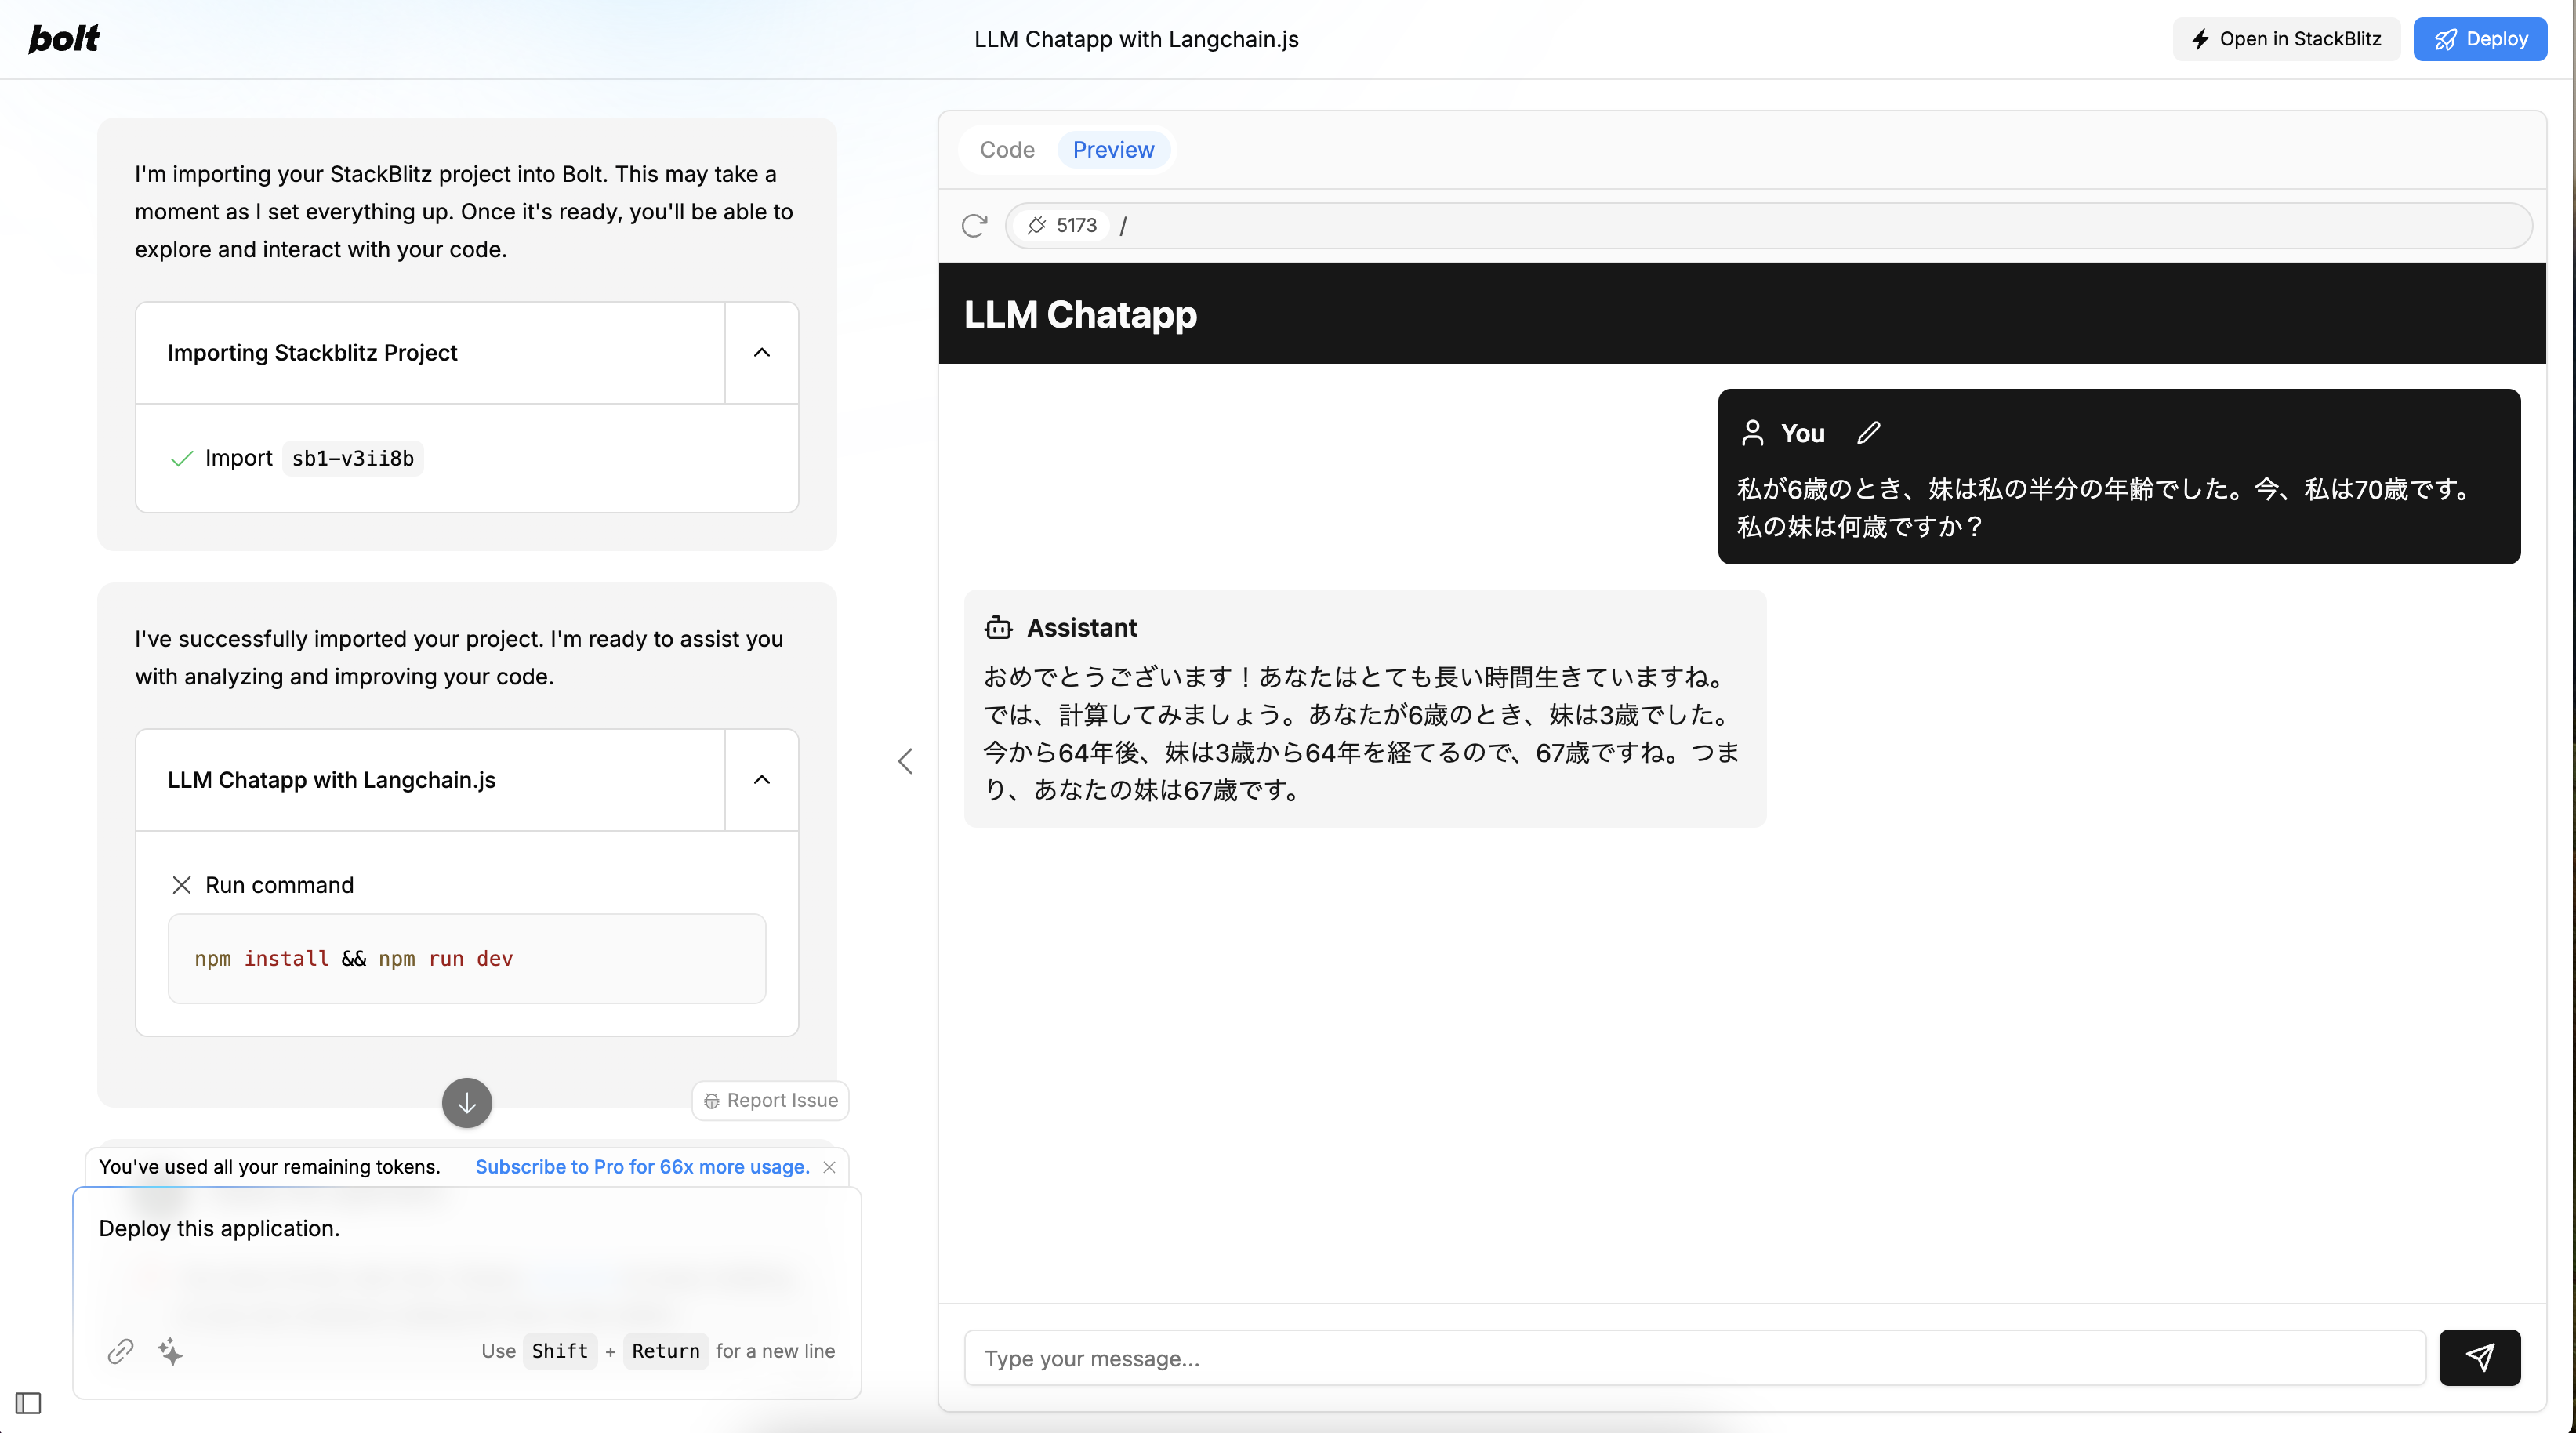 bolt
LLM Chatapp with Langchain.js
Open in StackBlitz
Deploy
I'm importing your StackBlitz project into Bolt. This may take a
moment as I set everything up. Once it's ready, you'll be able to
explore and interact with your code.
Importing Stackblitz Project
Import sb1-v3ii8b
I've successfully imported your project. I'm ready to assist you
with analyzing and improving your code.
LLM Chatapp with Langchain.js
Run command
npm install && npm run dev
Report Issue
You've used all your remaining tokens. Subscribe to Pro for 66x more usage.
Deploy this application.
Use Shift + Return for a new line
Code Preview
5173 /
LLM Chatapp
You
私が6歳のとき、妹は私の半分の年齢でした。今、私は70歳です。
私の妹は何歳ですか？
Assistant
おめでとうございます！あなたはとても長い時間生きていますね。
では、計算してみましょう。あなたが6歳のとき、妹は3歳でした。
今から64年後、妹は3歳から64年を経てるので、67歳ですね。つま
り、あなたの妹は67歳です。
Type your message...